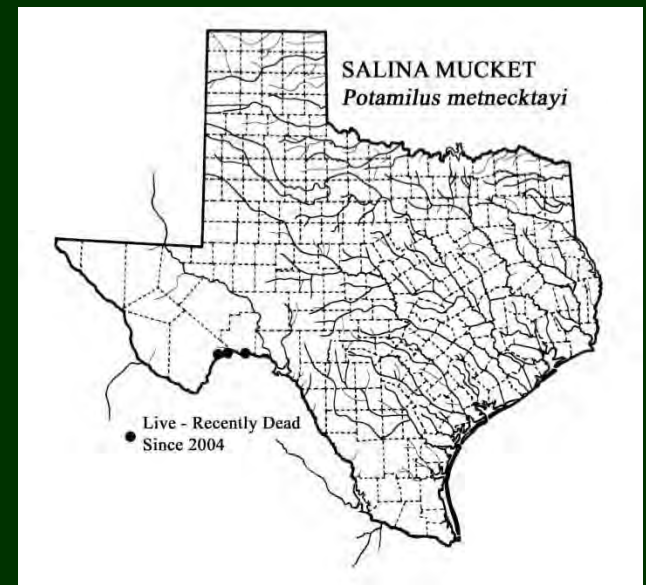 SALINA MUCKET
Potamilus metnecktayi
Live - Recently Dead
Since 2004